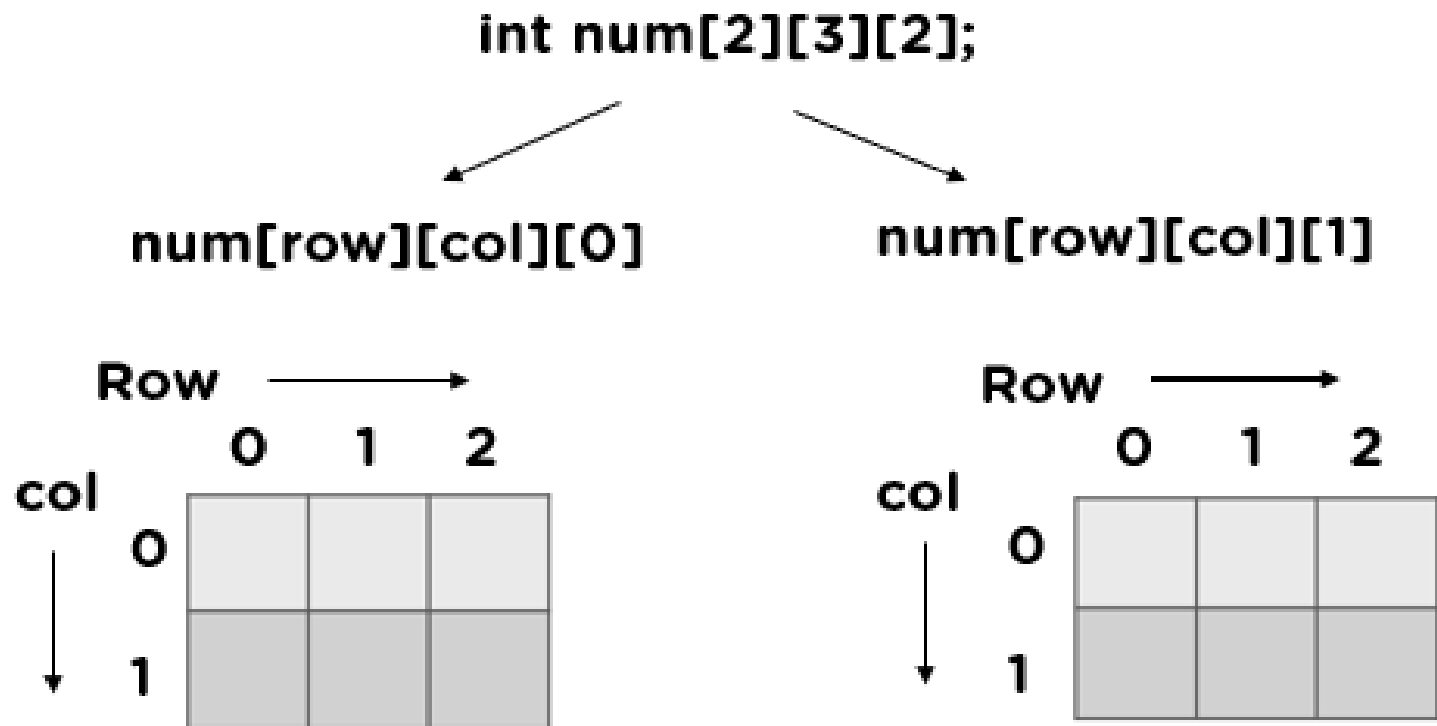 int num[2][3][2];
num[row][col][0]
num[row][col][1]
Row
0 1 2
col
0
1
Row
0 1 2
col
0
1